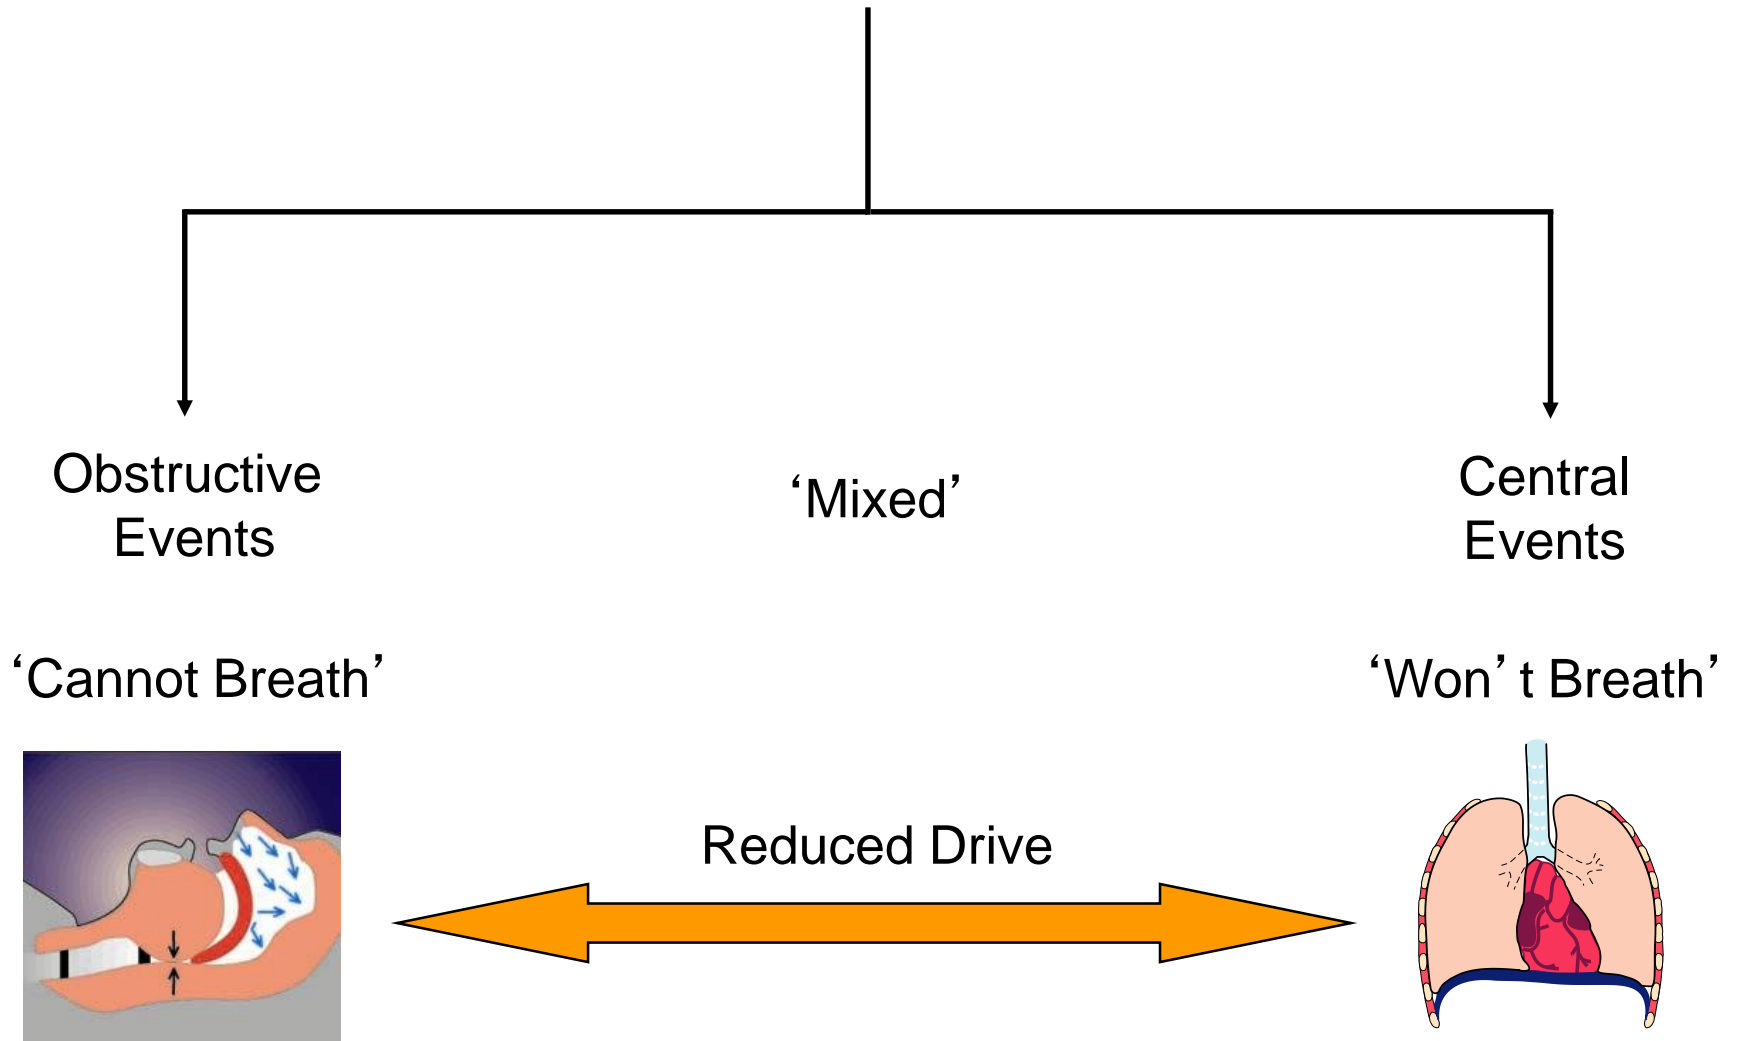 Obstructive
Events
‘Mixed’
Central
Events
‘Cannot Breath’
‘Won’t Breath’
Reduced Drive